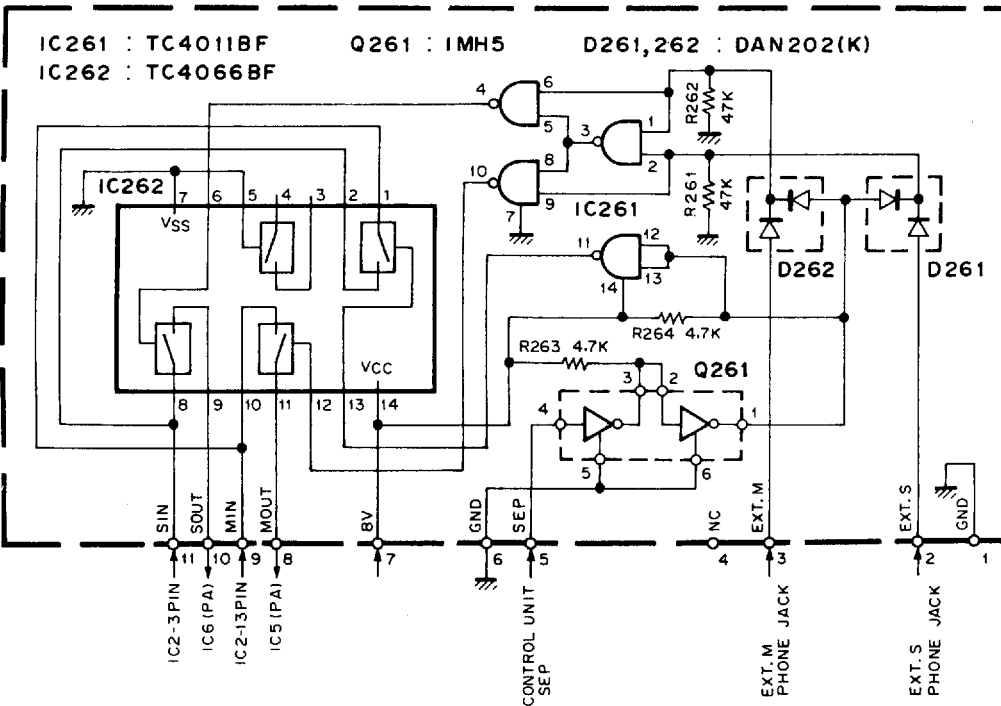 IC261 : TC4011BF Q261 : IMH5 D261,262 : DAN202(K)
IC262 : TC4066BF
4 6
5
3 1
2
R262 47K
8
10
9
7
IC261
R261 47K
IC262
7 6 5 4 3 2 1
VSS
11 12
13
14
D262 D261
R264 4.7K
R263 4.7K
VCC
Q261
3 2
4 1
5 6
8 9 10 11 12 13 14
SIN SOUT MIN MOUT 8V GND SEP NC EXT.M EXT.S GND
11 10 9 8 7 6 5 4 3 2 1
IC2-3PIN
IC6(PA)
IC2-13PIN
IC5(PA)
CONTROL UNIT
SEP
EXT.M
PHONE JACK
EXT.S
PHONE JACK